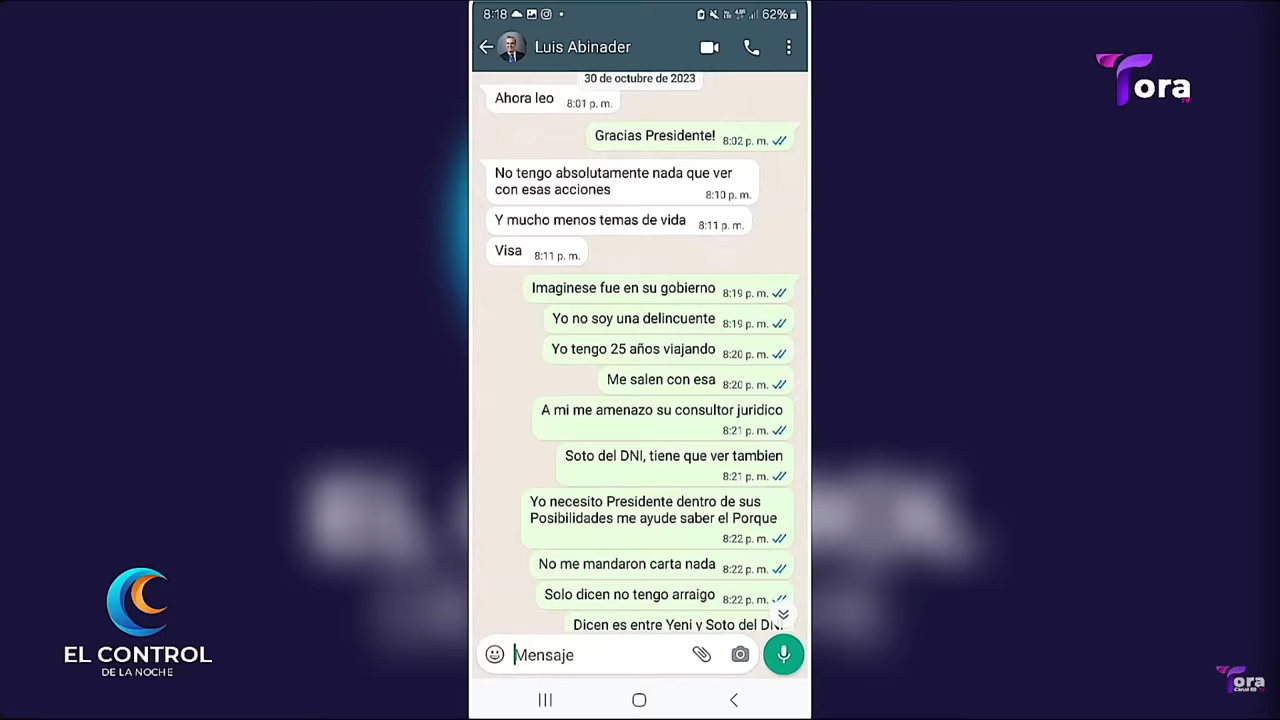 8:18
62%
Luis Abinader
30 de octubre de 2023
Ahora leo 8:01 p. m.
Gracias Presidente! 8:02 p. m.
No tengo absolutamente nada que ver
con esas acciones 8:10 p. m.
Y mucho menos temas de vida 8:11 p. m.
Visa 8:11 p. m.
Imaginese fue en su gobierno 8:19 p. m.
Yo no soy una delincuente 8:19 p. m.
Yo tengo 25 años viajando 8:20 p. m.
Me salen con esa 8:20 p. m.
A mi me amenazo su consultor juridico
8:21 p. m.
Soto del DNI, tiene que ver tambien
8:21 p. m.
Yo necesito Presidente dentro de sus
Posibilidades me ayude saber el Porque
8:22 p. m.
No me mandaron carta nada 8:22 p. m.
Solo dicen no tengo arraigo 8:22 p. m.
Dicen es entre Yeni y Soto del DNI
Mensaje
Tora
TV
EL CONTROL
DE LA NOCHE
Tora